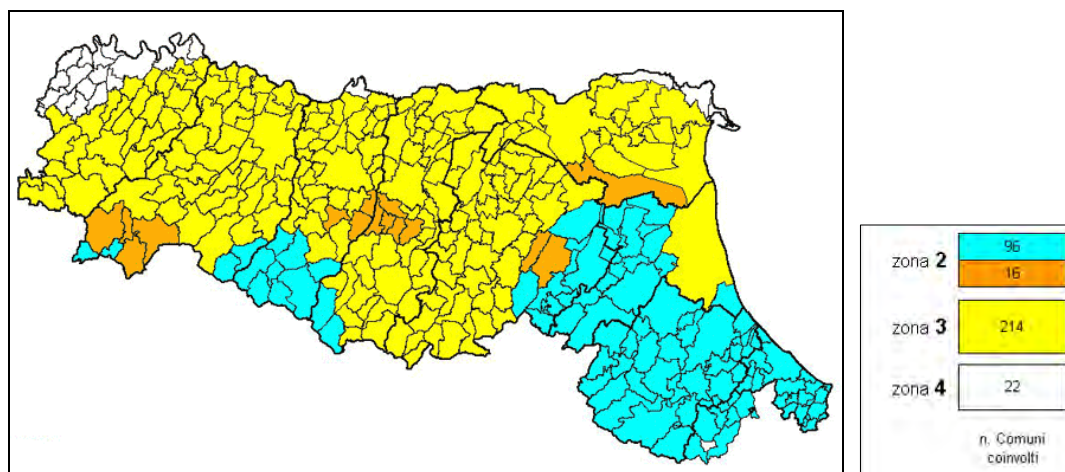 zona 2
96
16
zona 3
214
zona 4
22
n. Comuni
coinvolti